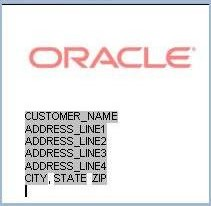 ORACLE
CUSTOMER_NAME
ADDRESS_LINE1
ADDRESS_LINE2
ADDRESS_LINE3
ADDRESS_LINE4
CITY, STATE ZIP